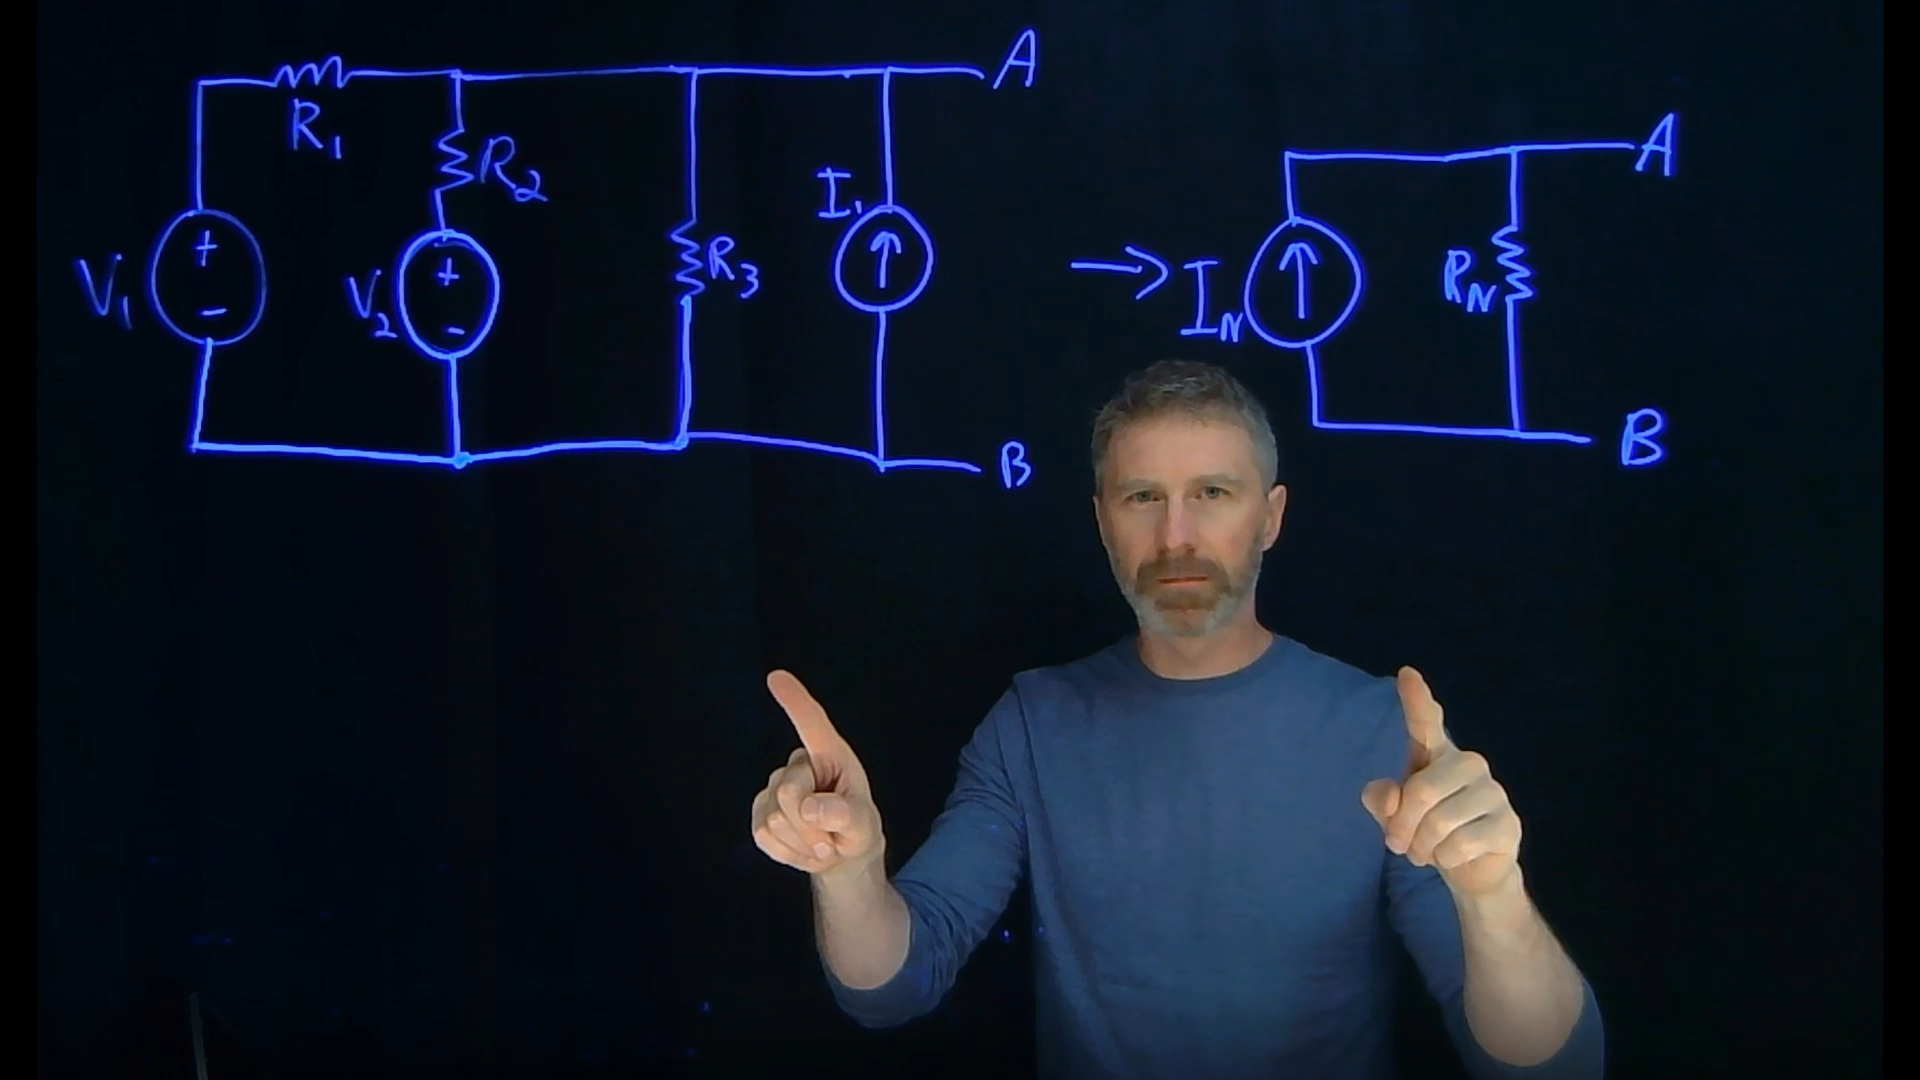 A
R1
R2
I1
V1
+
-
V2
+
-
R3
→
IN
RN
A
B
B